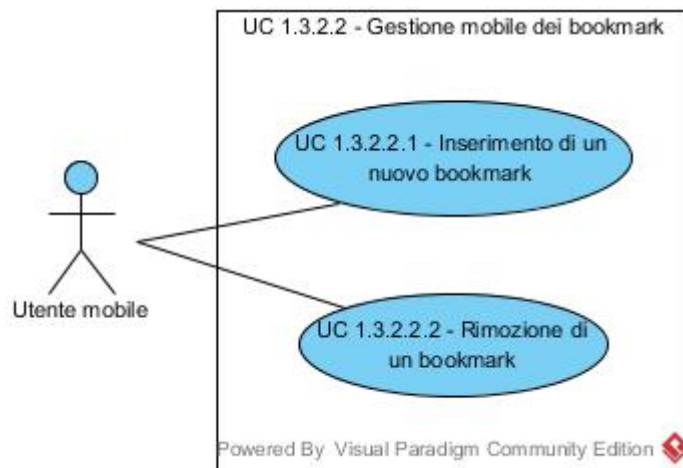 UC 1.3.2.2 - Gestione mobile dei bookmark
UC 1.3.2.2.1 - Inserimento di un
nuovo bookmark
Utente mobile
UC 1.3.2.2.2 - Rimozione di
un bookmark
Powered By Visual Paradigm Community Edition